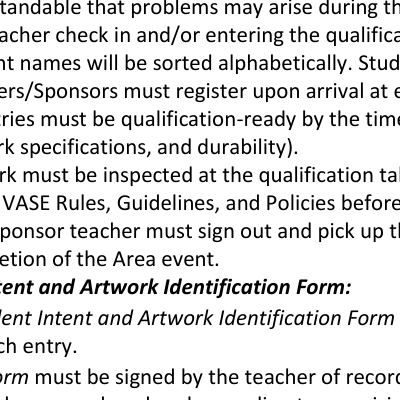 tandable that problems may arise during th
acher check in and/or entering the qualifica
nt names will be sorted alphabetically. Stud
ers/Sponsors must register upon arrival at e
tries must be qualification-ready by the time
rk specifications, and durability).
rk must be inspected at the qualification ta
VASE Rules, Guidelines, and Policies before
ponsor teacher must sign out and pick up t
etion of the Area event.
tent and Artwork Identification Form:
dent Intent and Artwork Identification Form
ch entry.
orm must be signed by the teacher of recor